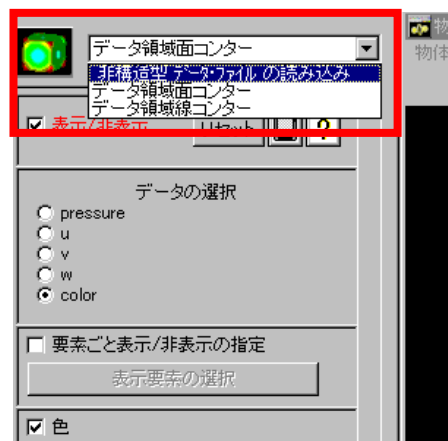 データ領域面コンター
物
非構造型 データ・ファイル の読み込み
物体
データ領域面コンター
データ領域線コンター
表示/非表示
リセット
?
データの選択
pressure
u
v
w
color
要素ごと表示/非表示の指定
表示要素の選択
色